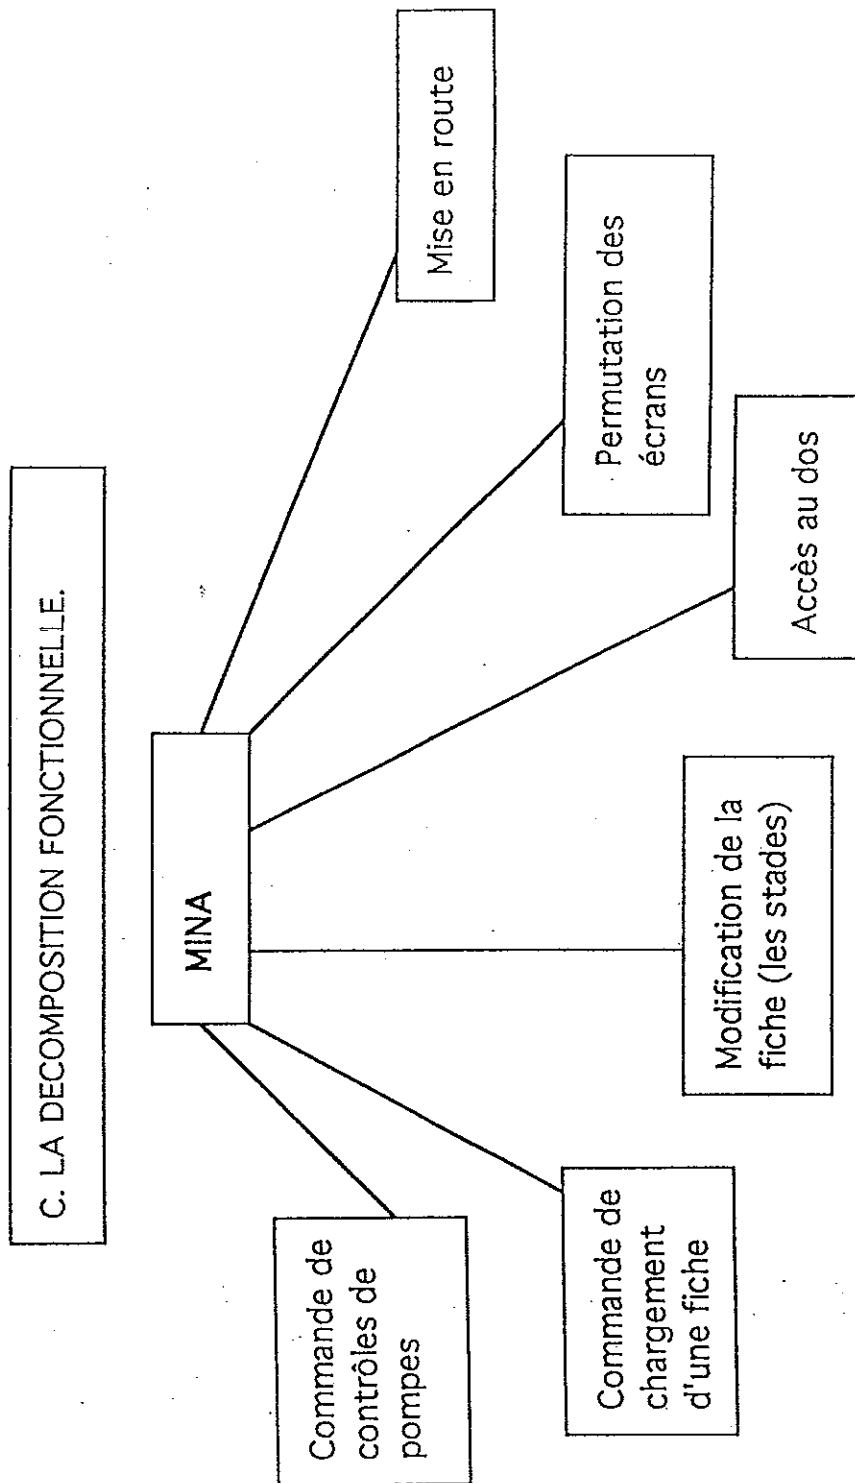 C. LA DECOMPOSITION FONCTIONNELLE.
MINA
Commande de
contrôles de
pompes
Commande de
chargement
d'une fiche
Modification de la
fiche (les stades)
Accès au dos
Permutation des
écrans
Mise en route